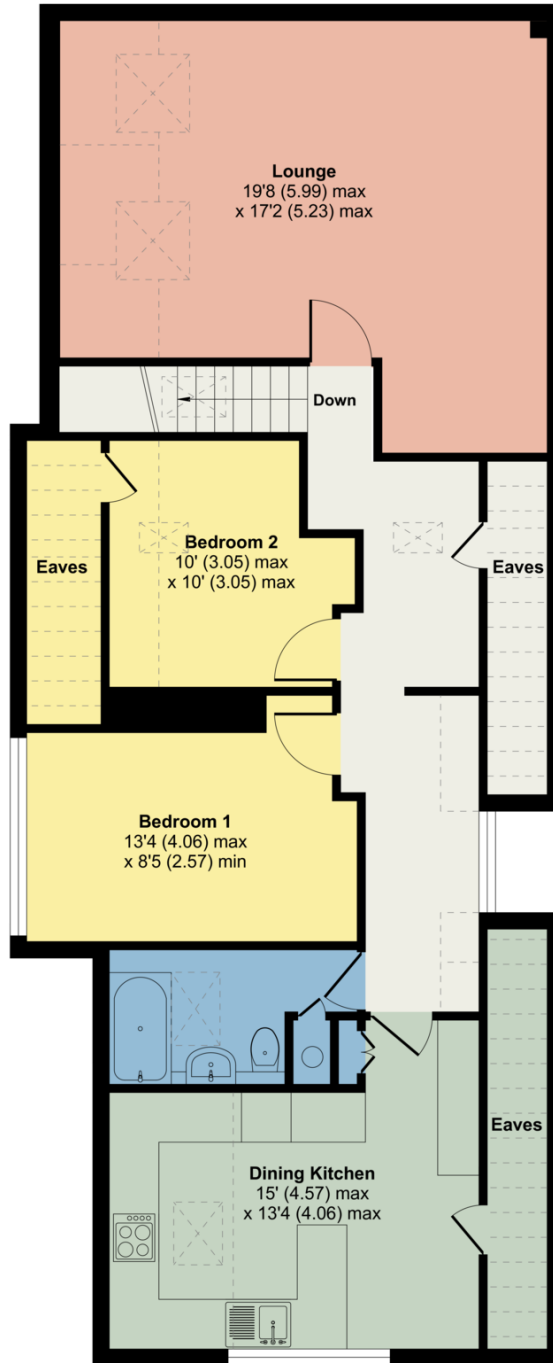 Lounge
19'8 (5.99) max
x 17'2 (5.23) max
Down
Eaves
Bedroom 2
10' (3.05) max
x 10' (3.05) max
Eaves
Bedroom 1
13'4 (4.06) max
x 8'5 (2.57) min
Eaves
Dining Kitchen
15' (4.57) max
x 13'4 (4.06) max